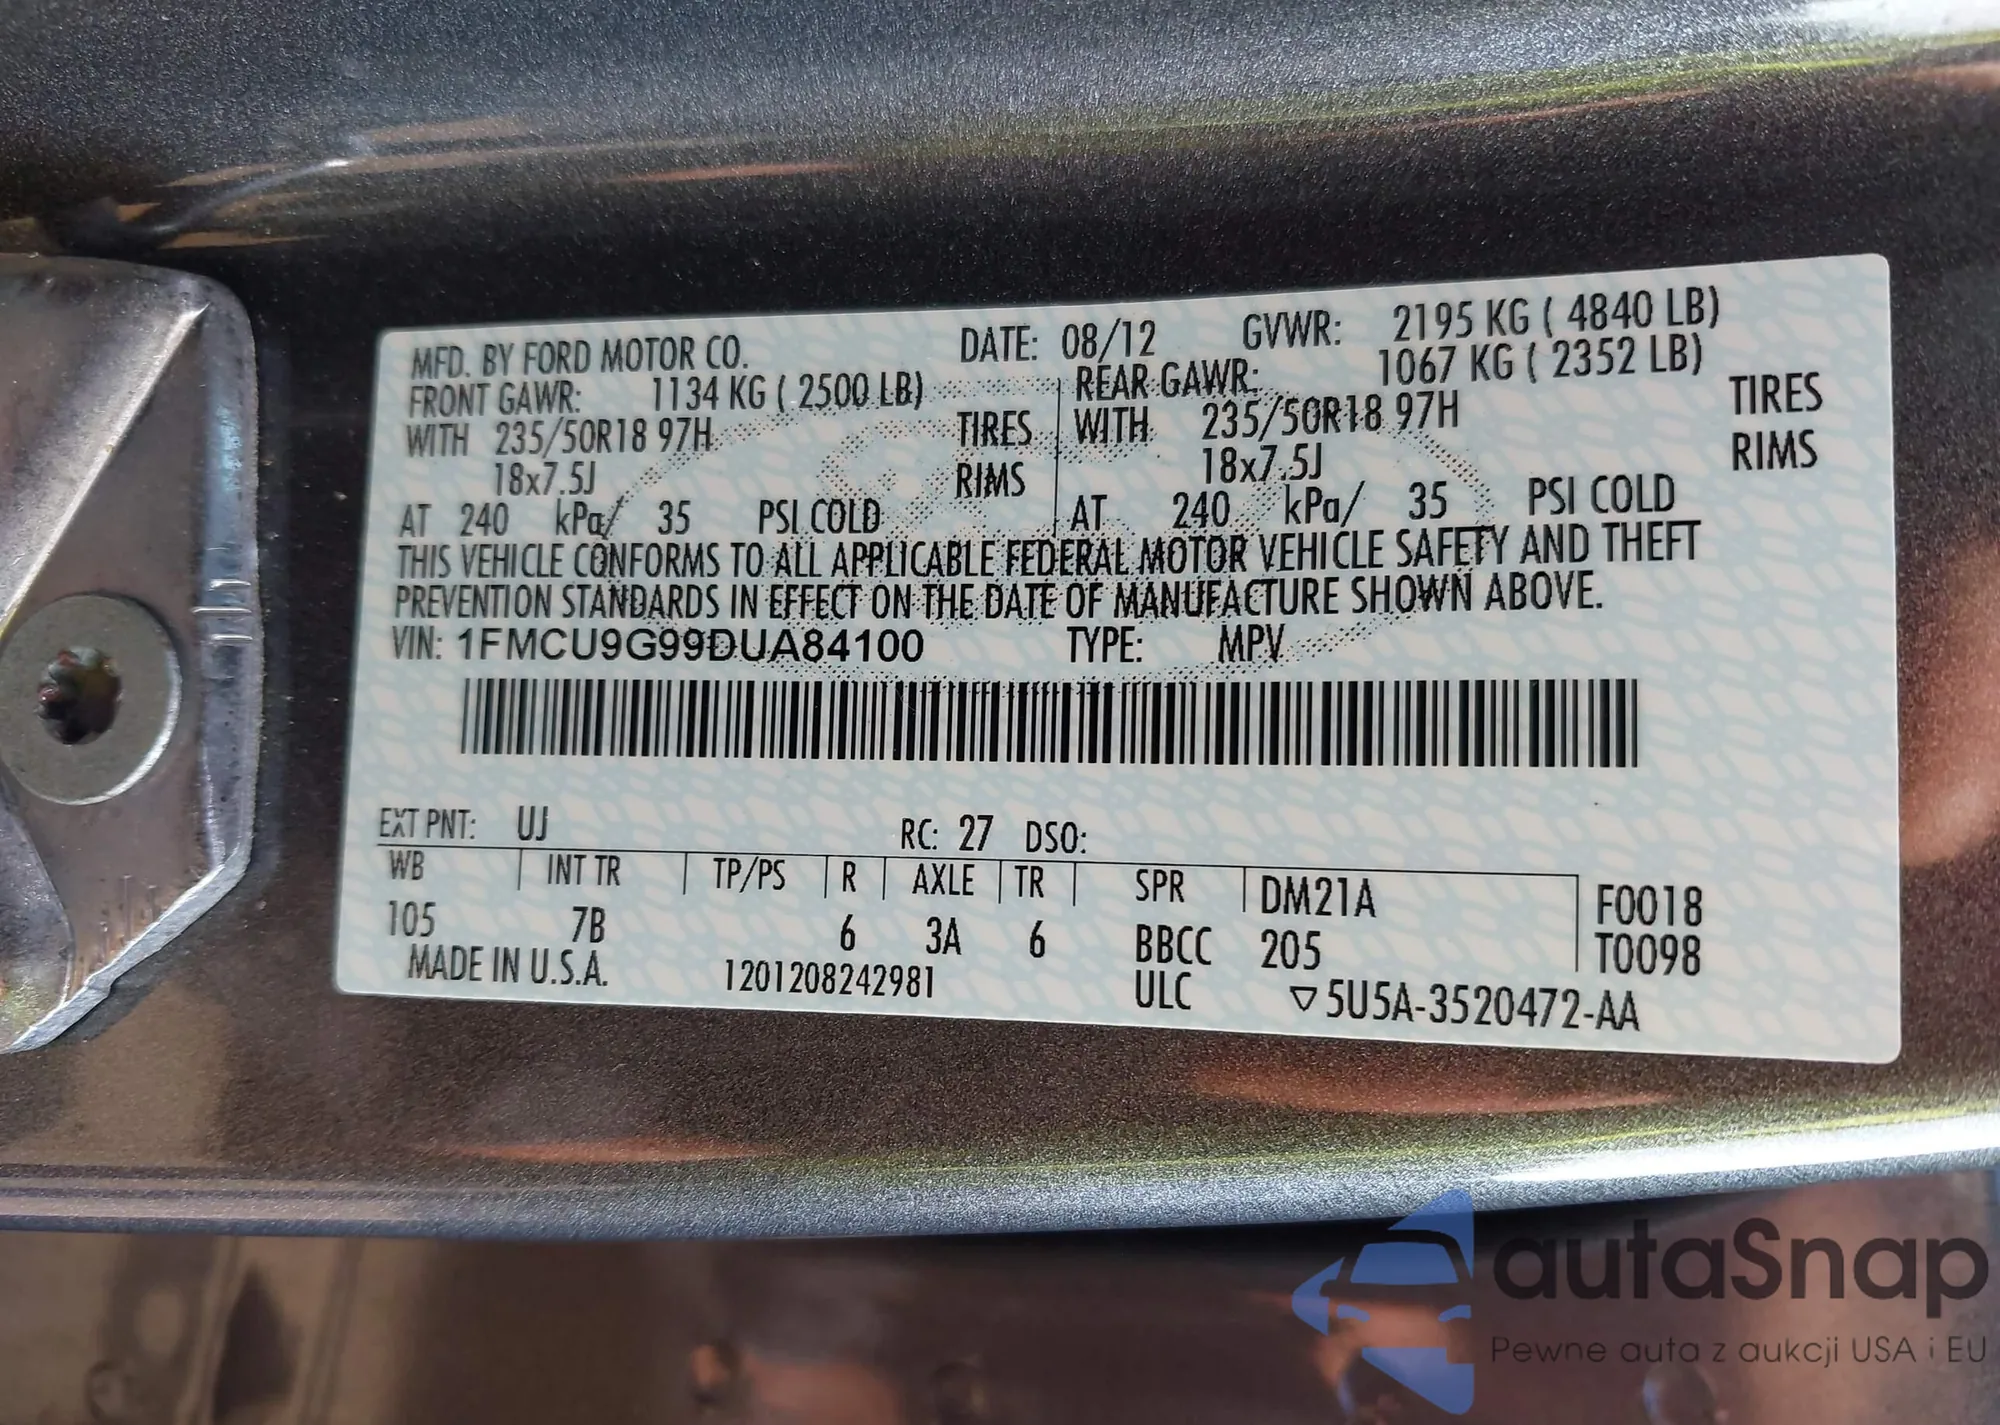 MFD. BY FORD MOTOR CO. DATE: 08/12 GVWR: 2195 KG ( 4840 LB)
FRONT GAWR: 1134 KG ( 2500 LB) REAR GAWR: 1067 KG ( 2352 LB)
WITH 235/50R18 97H TIRES WITH 235/50R18 97H TIRES
18x7.5J RIMS 18x7.5J RIMS
AT 240 kPa/ 35 PSI COLD AT 240 kPa/ 35 PSI COLD
THIS VEHICLE CONFORMS TO ALL APPLICABLE FEDERAL MOTOR VEHICLE SAFETY AND THEFT
PREVENTION STANDARDS IN EFFECT ON THE DATE OF MANUFACTURE SHOWN ABOVE.
VIN: 1FMCU9G99DUA84100 TYPE: MPV
EXT PNT: UJ RC: 27 DSO:
WB INT TR TP/PS R AXLE TR SPR DM21A F0018
105 7B 6 3A 6 BBCC 205 T0098
MADE IN U.S.A. 1201208242981 ULC ▽5U5A-3520472-AA
autaSnap
Pewne auta z aukcji USA i EU